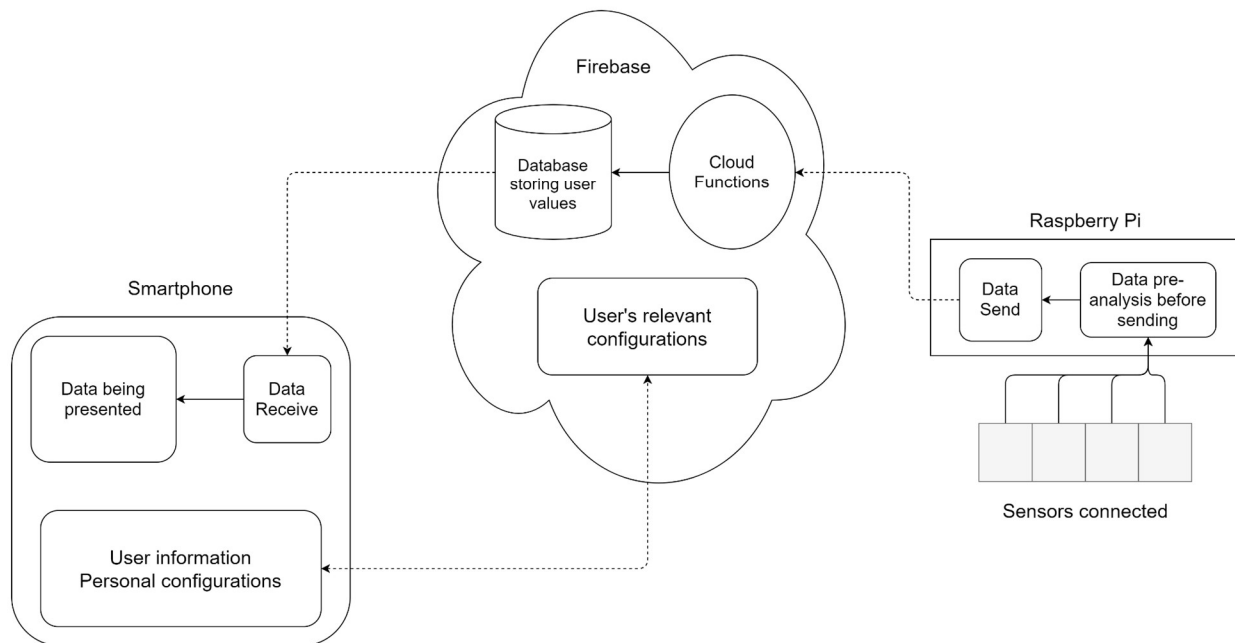 Firebase
Database
storing user
values
Cloud
Functions
User's relevant
configurations
Smartphone
Data being
presented
Data
Receive
User information
Personal configurations
Raspberry Pi
Data
Send
Data pre-
analysis before
sending
Sensors connected